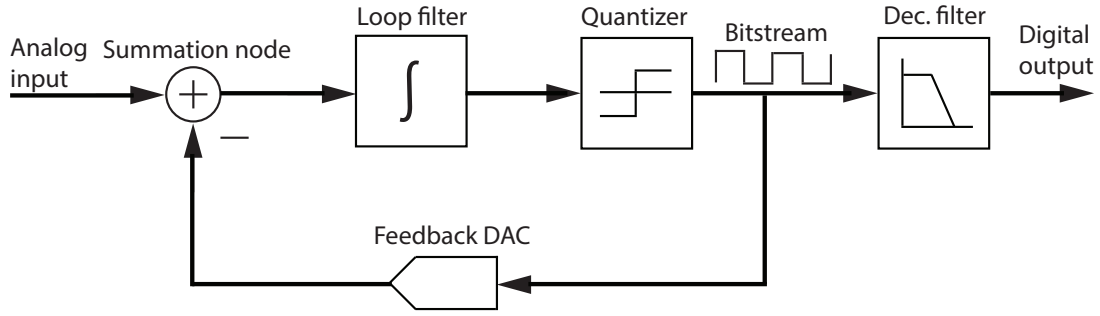 Loop filter
Quantizer
Dec. filter
Analog
input
Summation node
Bitstream
Digital
output
Feedback DAC